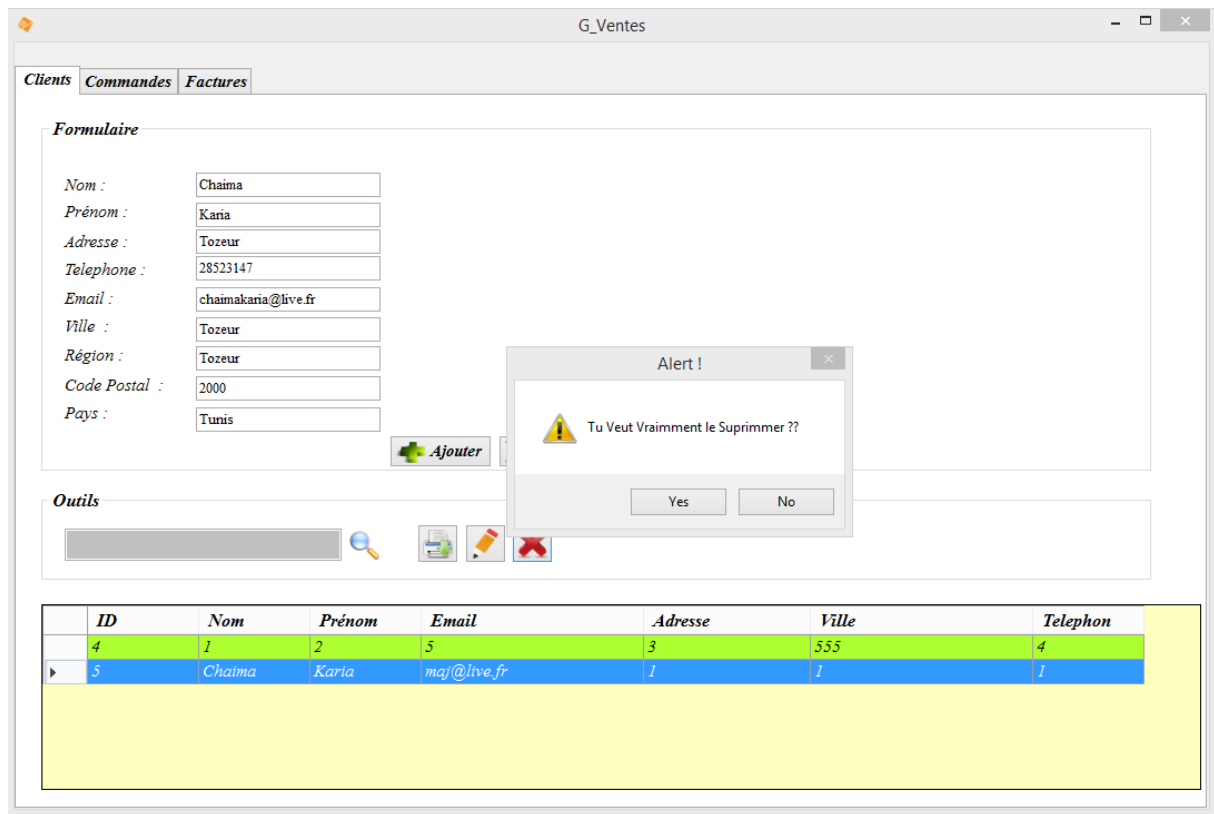 G_Ventes
Clients Commandes Factures
Formulaire
Nom : Chaima
Prénom : Karia
Adresse : Tozeur
Telephone : 28523147
Email : chaimakaria@live.fr
Ville : Tozeur
Région : Tozeur
Code Postal : 2000
Pays : Tunis
Ajouter
Alert !
Tu Veut Vraimment le Suprimmer ??
Yes No
Outils
ID Nom Prénom Email Adresse Ville Telephon
4 1 2 5 3 555 4
5 Chaima Karia maj@live.fr 1 1 1